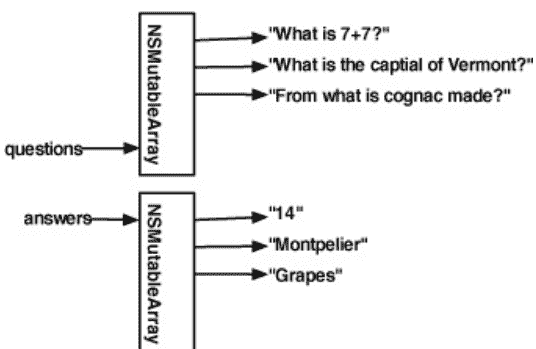 NSMutableArray
"What is 7+7?"
"What is the captial of Vermont?"
"From what is cognac made?"
questions
NSMutableArray
answers
"14"
"Montpelier"
"Grapes"